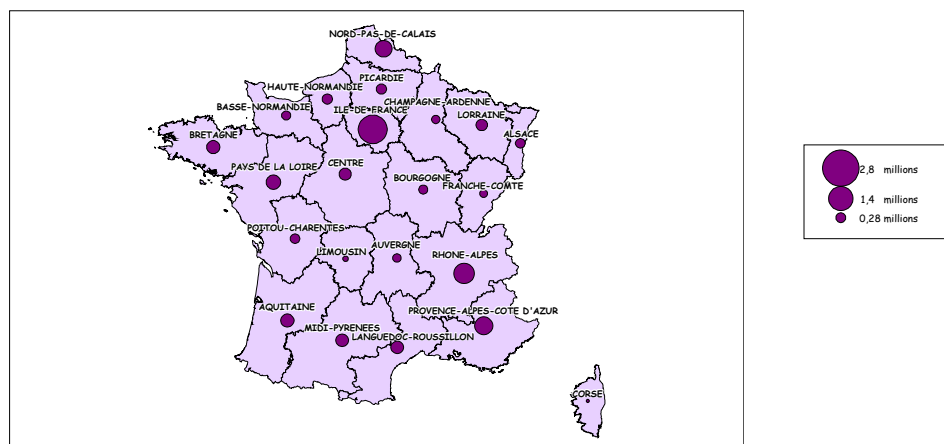 NORD-PAS-DE-CALAIS
PICARDIE
HAUTE-NORMANDIE
CHAMPAGNE-ARDENNE
BASSE-NORMANDIE
ILE-DE-FRANCE
LORRAINE
ALSACE
BRETAGNE
PAYS DE LA LOIRE
CENTRE
BOURGOGNE
FRANCHE-COMTE
POITOU-CHARENTES
LIMOUSIN
AUVERGNE
RHONE-ALPES
AQUITAINE
MIDI-PYRENEES
LANGUEDOC-ROUSSILLON
PROVENCE-ALPES-COTE D'AZUR
CORSE
2,8 millions
1,4 millions
0,28 millions